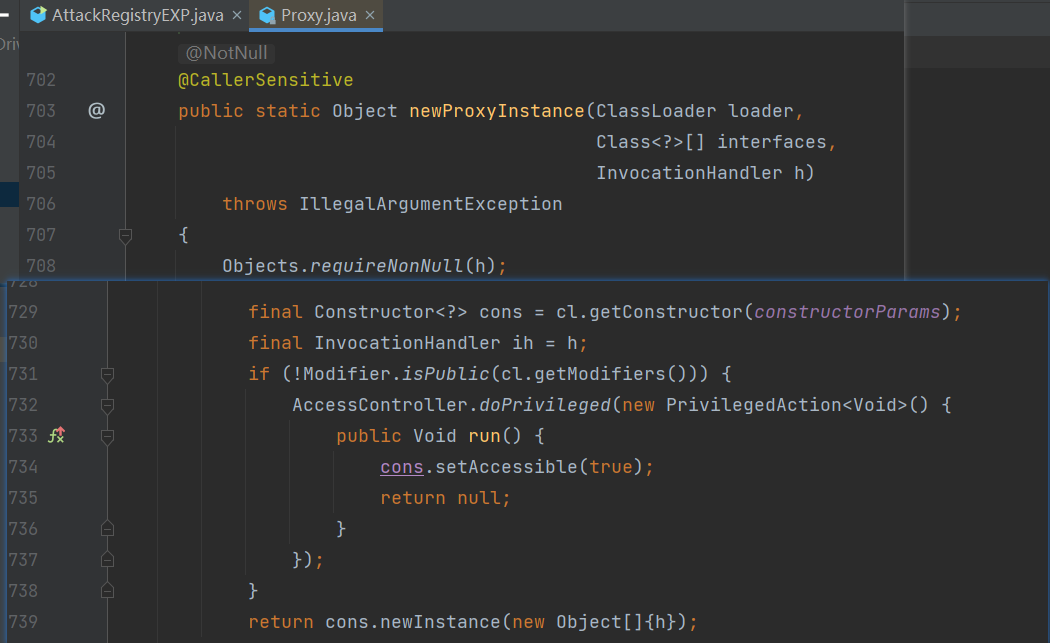 AttackRegistryEXP.java × Proxy.java ×
@NotNull
702 @CallerSensitive
703 @ public static Object newProxyInstance(ClassLoader loader,
704 Class<?>[] interfaces,
705 InvocationHandler h)
706 throws IllegalArgumentException
707 {
708 Objects.requireNonNull(h);
729 final Constructor<?> cons = cl.getConstructor(constructorParams);
730 final InvocationHandler ih = h;
731 if (!Modifier.isPublic(cl.getModifiers())) {
732 AccessController.doPrivileged(new PrivilegedAction<Void>() {
733 public Void run() {
734 cons.setAccessible(true);
735 return null;
736 }
737 });
738 }
739 return cons.newInstance(new Object[]{h});